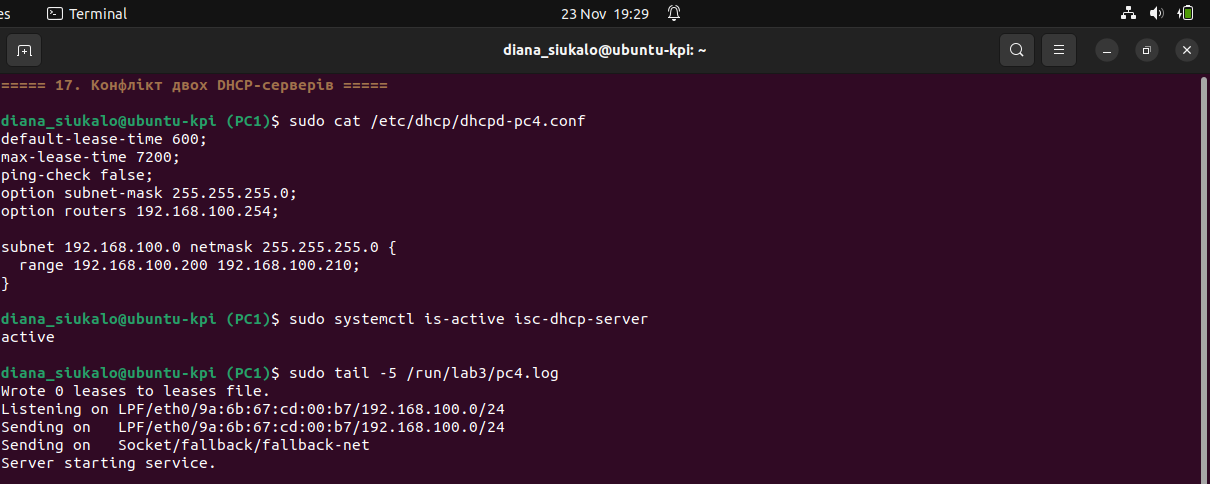 es Terminal 23 Nov 19:29
diana_siukalo@ubuntu-kpi: ~
===== 17. Конфлікт двох DHCP-серверів =====
diana_siukalo@ubuntu-kpi (PC1)$ sudo cat /etc/dhcp/dhcpd-pc4.conf
default-lease-time 600;
max-lease-time 7200;
ping-check false;
option subnet-mask 255.255.255.0;
option routers 192.168.100.254;
subnet 192.168.100.0 netmask 255.255.255.0 {
  range 192.168.100.200 192.168.100.210;
}
diana_siukalo@ubuntu-kpi (PC1)$ sudo systemctl is-active isc-dhcp-server
active
diana_siukalo@ubuntu-kpi (PC1)$ sudo tail -5 /run/lab3/pc4.log
Wrote 0 leases to leases file.
Listening on LPF/eth0/9a:6b:67:cd:00:b7/192.168.100.0/24
Sending on   LPF/eth0/9a:6b:67:cd:00:b7/192.168.100.0/24
Sending on   Socket/fallback/fallback-net
Server starting service.